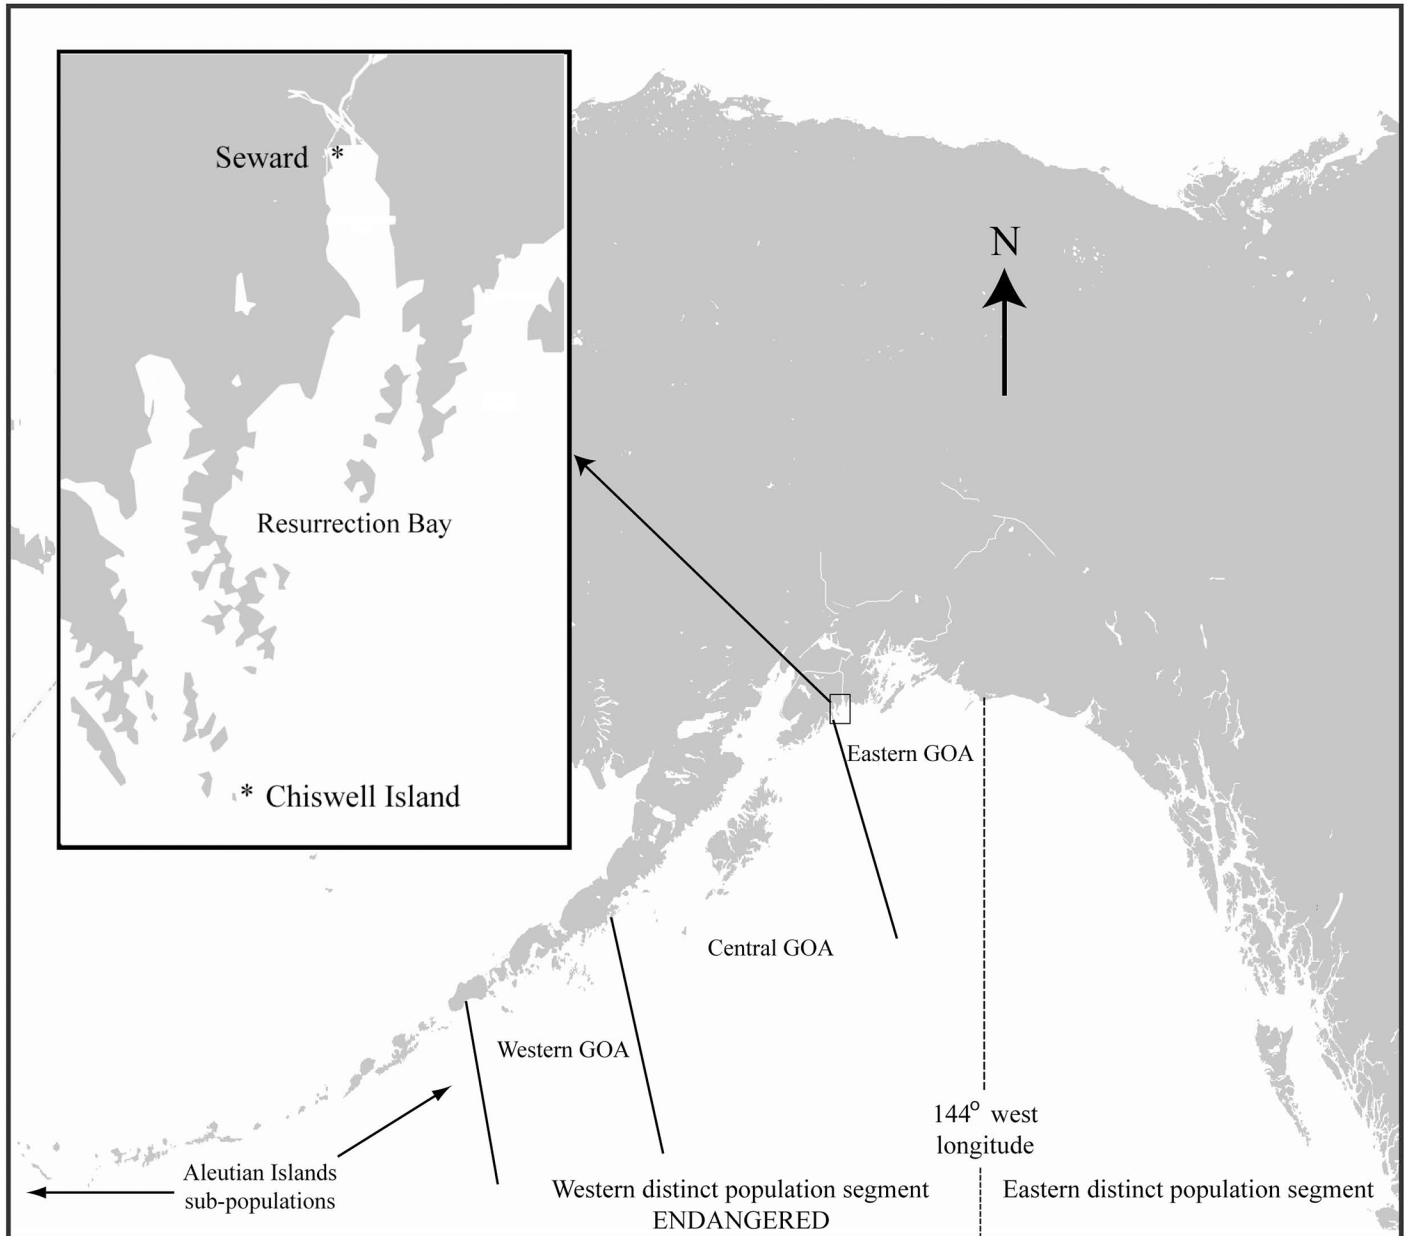 Seward *
N
Resurrection Bay
* Chiswell Island
Eastern GOA
Central GOA
Western GOA
144° west
longitude
Aleutian Islands
sub-populations
Western distinct population segment
ENDANGERED
Eastern distinct population segment